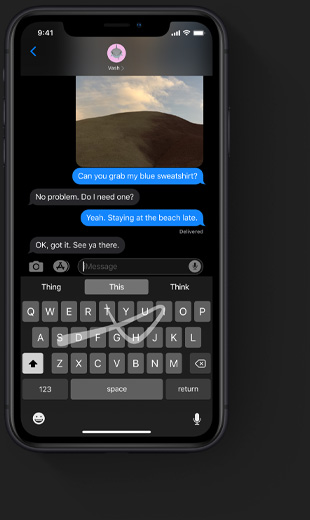 9:41
Vash
Can you grab my blue sweatshirt?
No problem. Do I need one?
Yeah. Staying at the beach late.
Delivered
OK, got it. See ya there.
Message
Thing This Think
Q W E R T Y U I O P
A S D F G H J K L
Z X C V B N M
123 space return